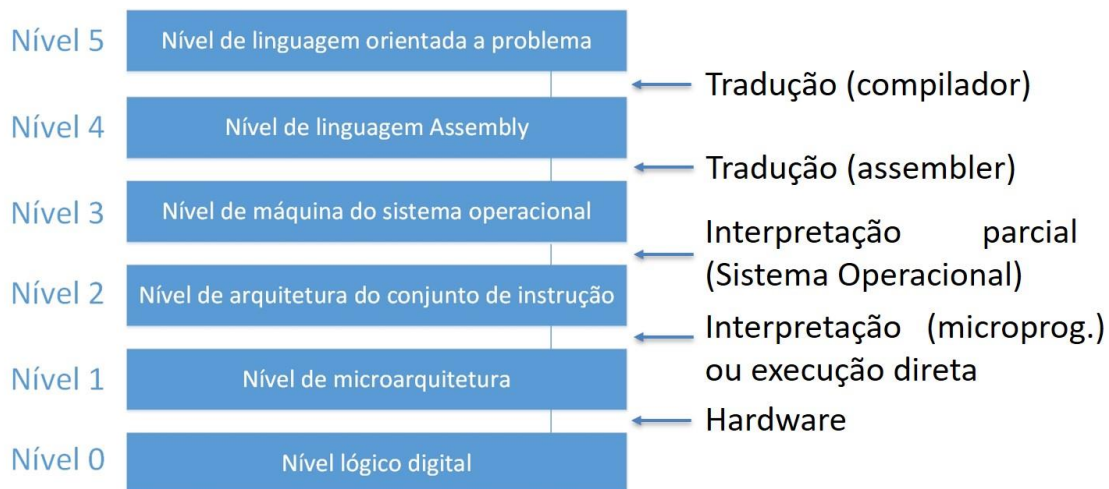 Nível 5
Nível de linguagem orientada a problema
Tradução (compilador)
Nível 4
Nível de linguagem Assembly
Tradução (assembler)
Nível 3
Nível de máquina do sistema operacional
Interpretação parcial
(Sistema Operacional)
Nível 2
Nível de arquitetura do conjunto de instrução
Interpretação (microprog.)
ou execução direta
Nível 1
Nível de microarquitetura
Hardware
Nível 0
Nível lógico digital